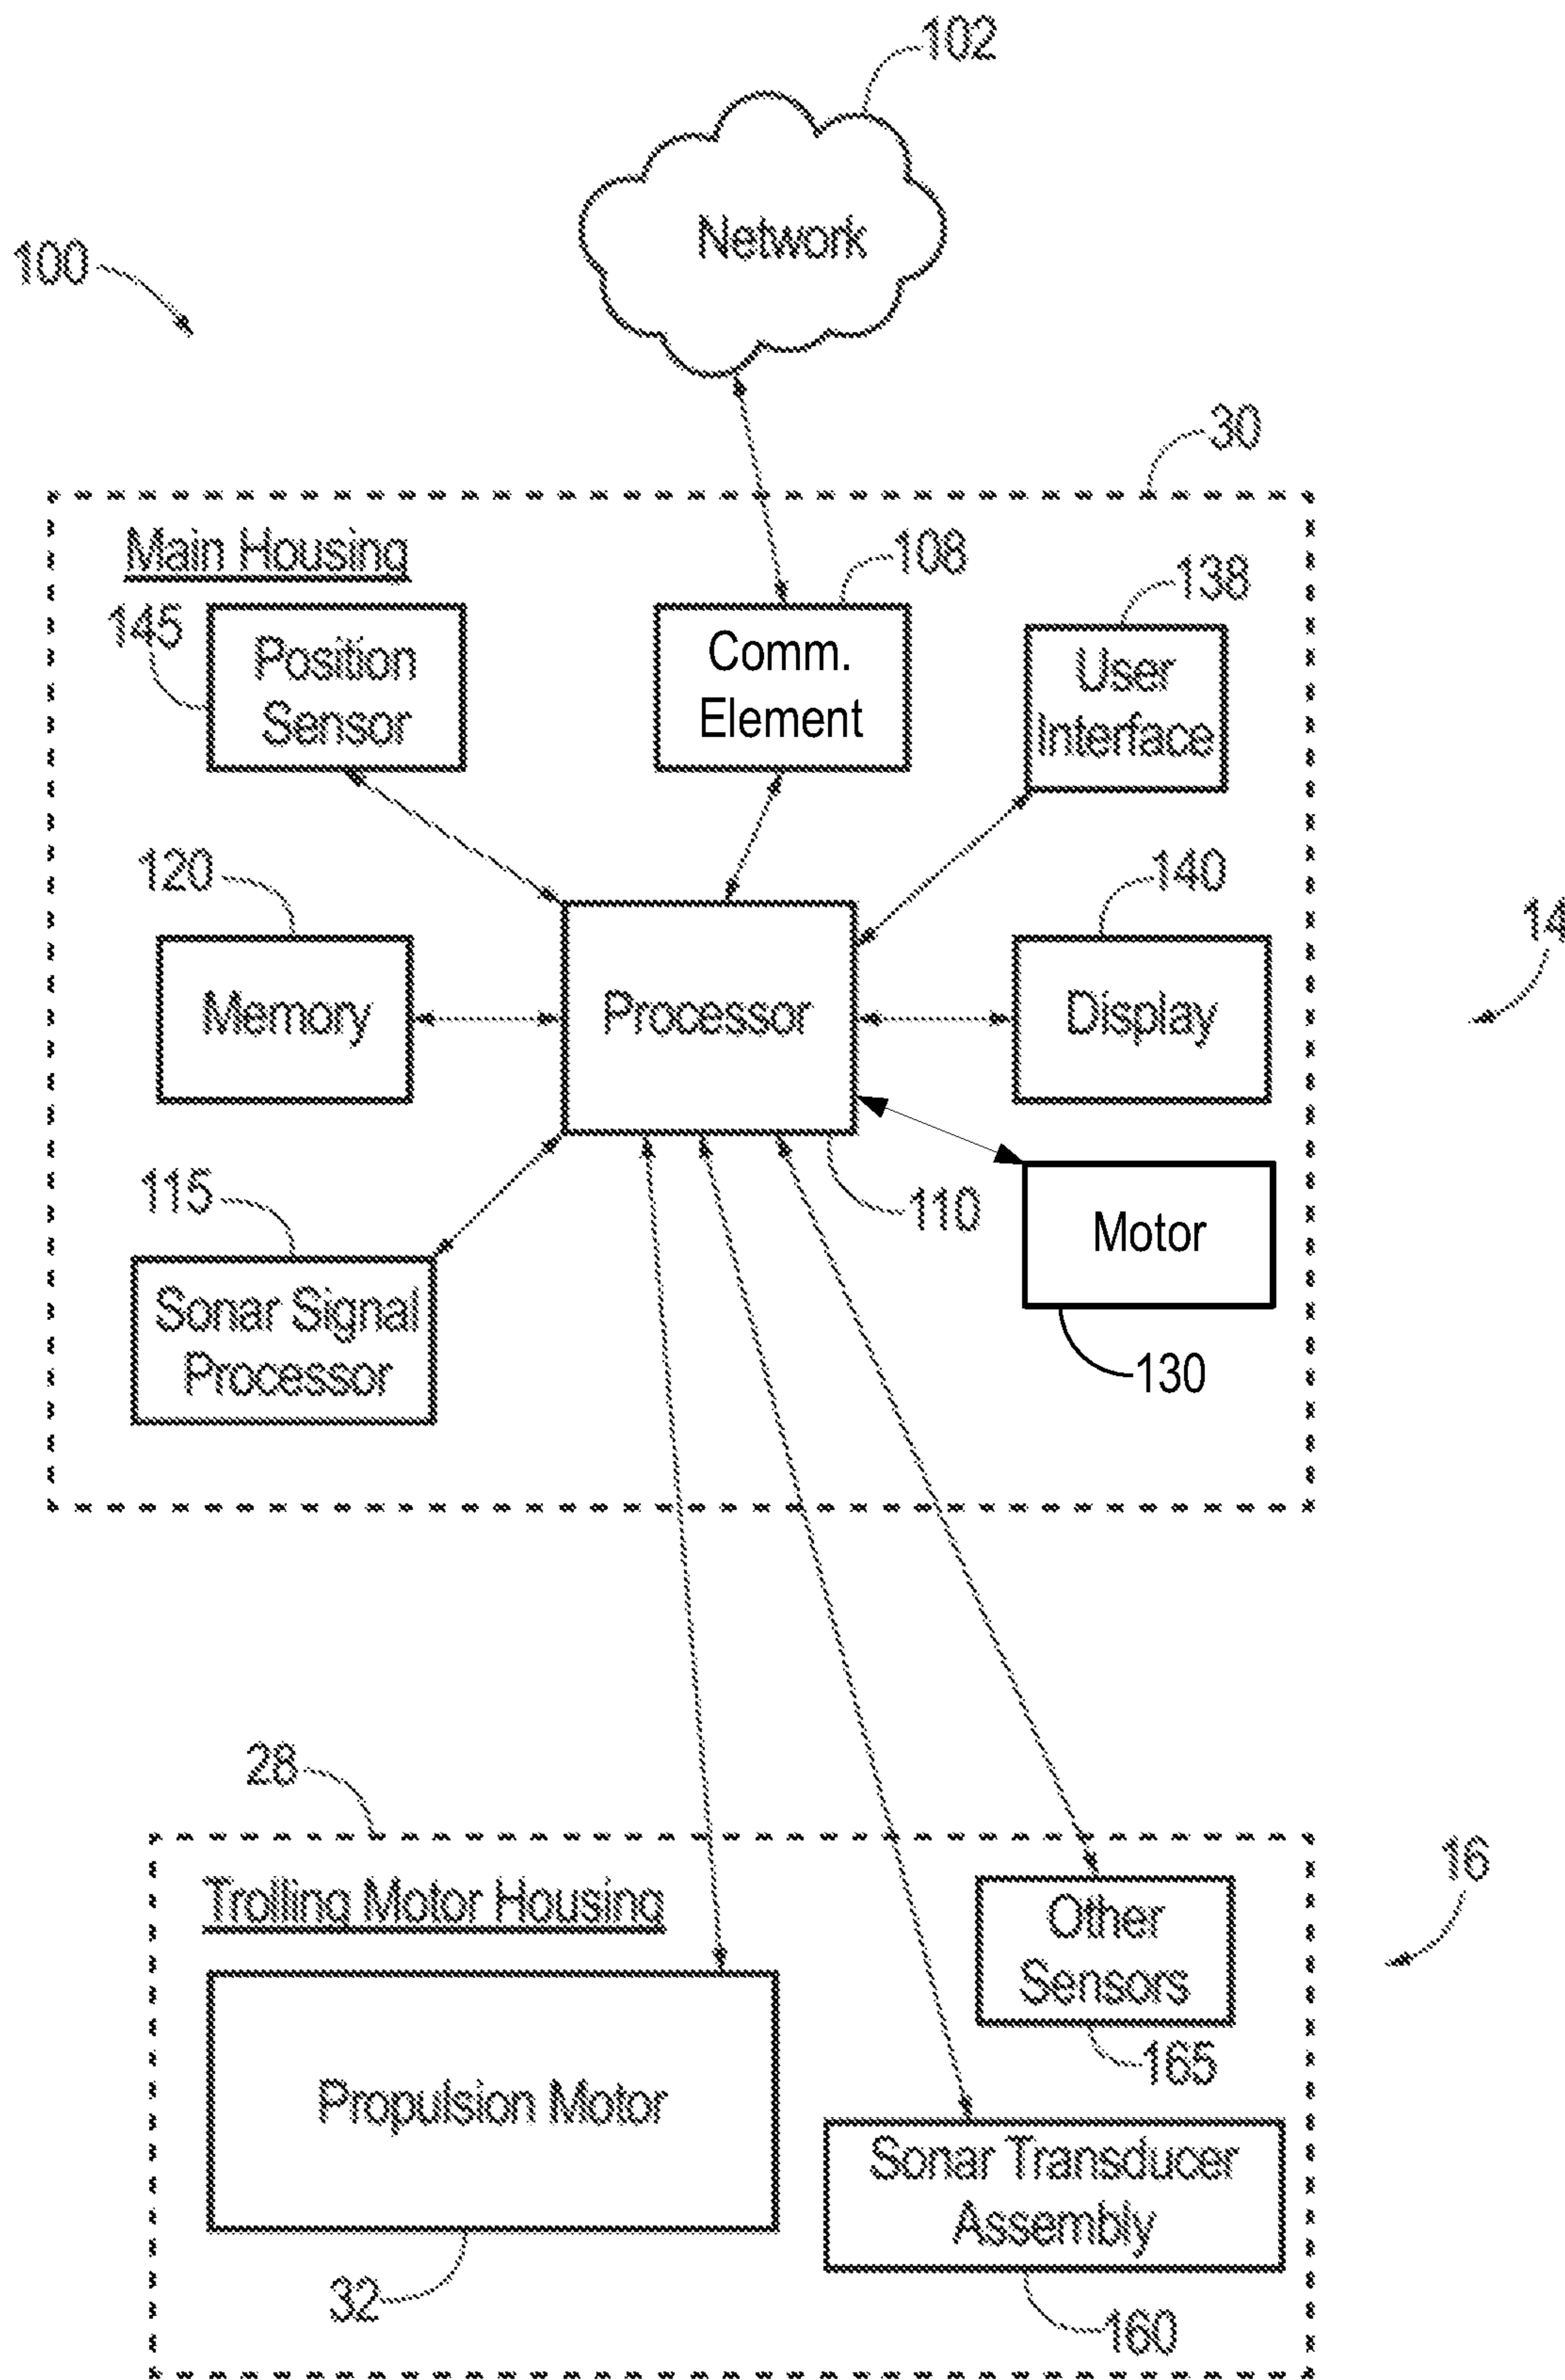 102
Network
100
30
Main Housing
108
138
145
Position
Sensor
Comm.
Element
User
Interface
120
140
14
Memory
Processor
Display
115
110
Motor
Sonar Signal
Processor
130
28
16
Trolling Motor Housing
Other
Sensors
165
Propulsion Motor
Sonar Transducer
Assembly
32
160